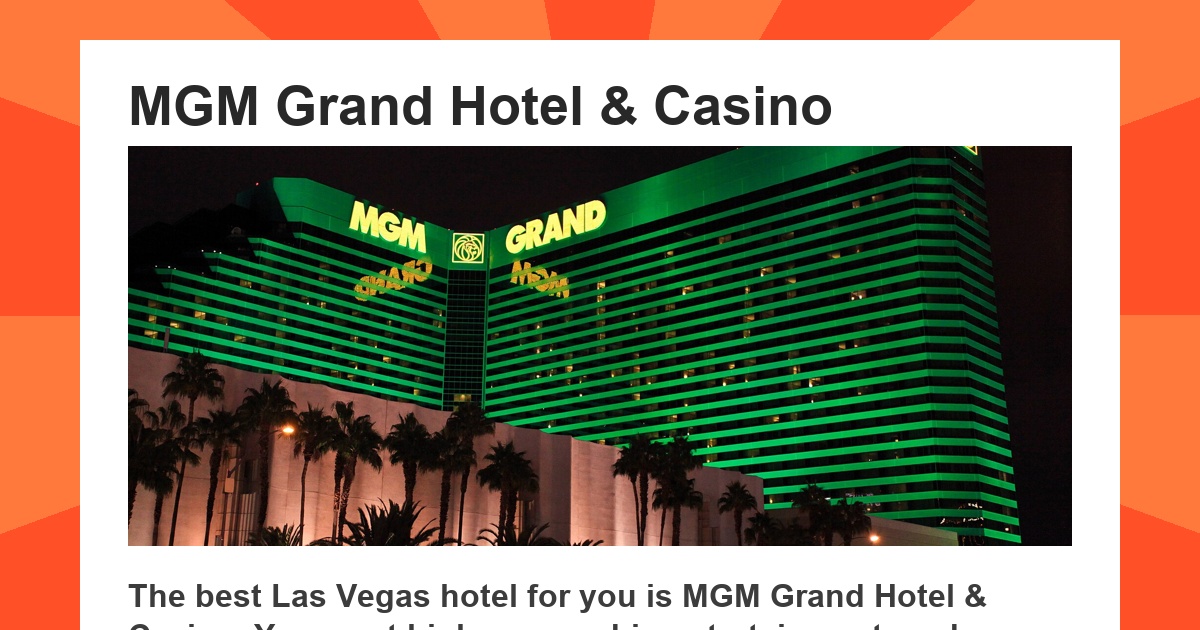 MGM Grand Hotel & Casino
MGM GRAND
The best Las Vegas hotel for you is MGM Grand Hotel &